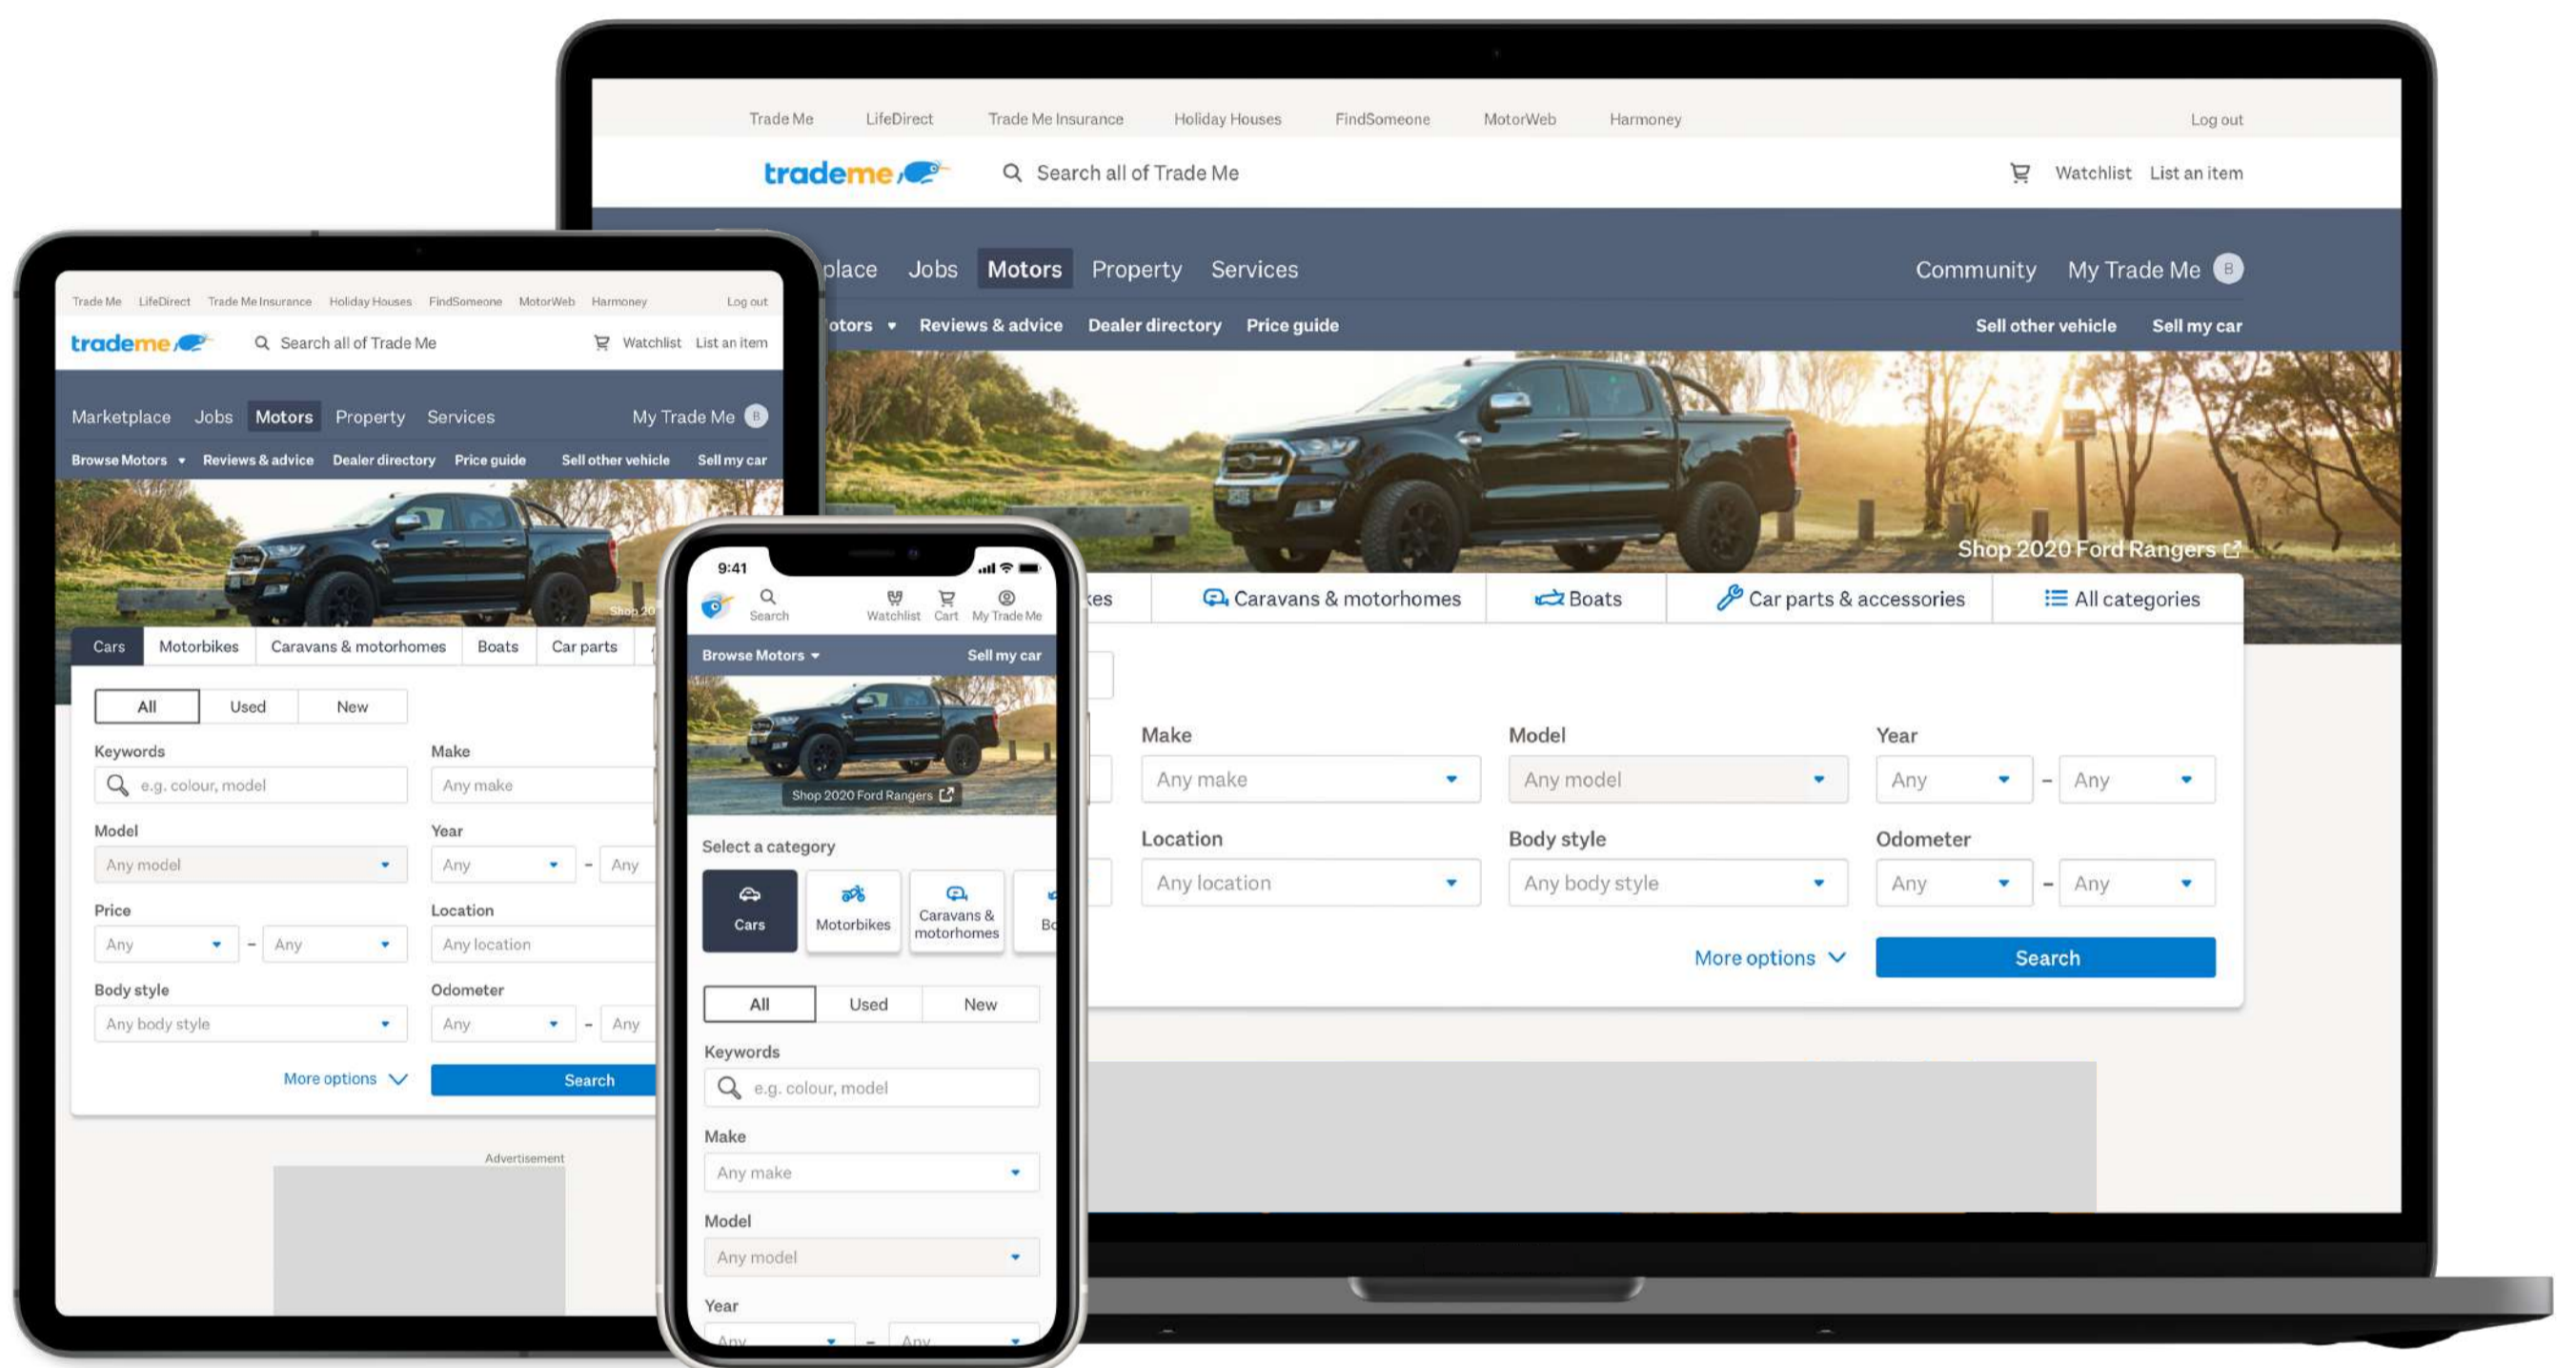 Trade Me LifeDirect Trade Me Insurance Holiday Houses FindSomeone MotorWeb Harmoney Log out
trademe Search all of Trade Me Watchlist List an item
Jobs Motors Property Services Community My Trade Me B
Reviews & advice Dealer directory Price guide Sell other vehicle Sell my car
Shop 2020 Ford Rangers
Caravans & motorhomes Boats Car parts & accessories All categories
Make Model Year
Any make Any model Any – Any
Location Body style Odometer
Any location Any body style Any – Any
More options Search
Trade Me LifeDirect Trade Me Insurance Holiday Houses FindSomeone MotorWeb Harmoney Log out
trademe Search all of Trade Me Watchlist List an item
Marketplace Jobs Motors Property Services My Trade Me B
Browse Motors Reviews & advice Dealer directory Price guide Sell other vehicle Sell my car
Shop 20
Cars Motorbikes Caravans & motorhomes Boats Car parts
All Used New
Keywords Make
e.g. colour, model Any make
Model Year
Any model Any – Any
Price Location
Any – Any Any location
Body style Odometer
Any body style Any – Any
More options Search
Advertisement
9:41
Search Watchlist Cart My Trade Me
Browse Motors Sell my car
Shop 2020 Ford Rangers
Select a category
Cars Motorbikes Caravans &
motorhomes
All Used New
Keywords
e.g. colour, model
Make
Any make
Model
Any model
Year
Any – Any